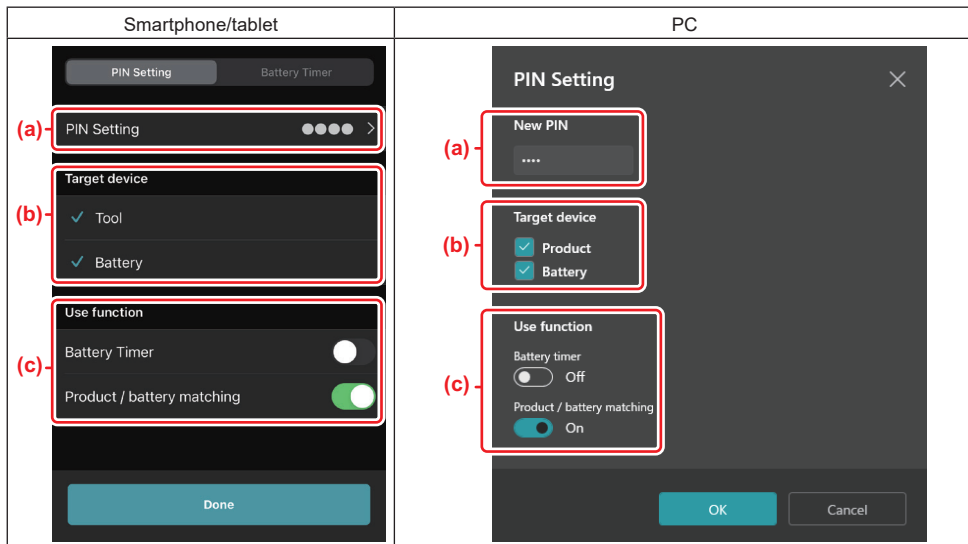 Smartphone/tablet
PC
PIN Setting
Battery Timer
(a)
PIN Setting
●●●● >
Target device
(b)
✓ Tool
✓ Battery
Use function
Battery Timer
(c)
Product / battery matching
Done
PIN Setting
New PIN
(a)
....
Target device
(b)
Product
Battery
Use function
Battery timer
(c)
Off
Product / battery matching
On
OK
Cancel